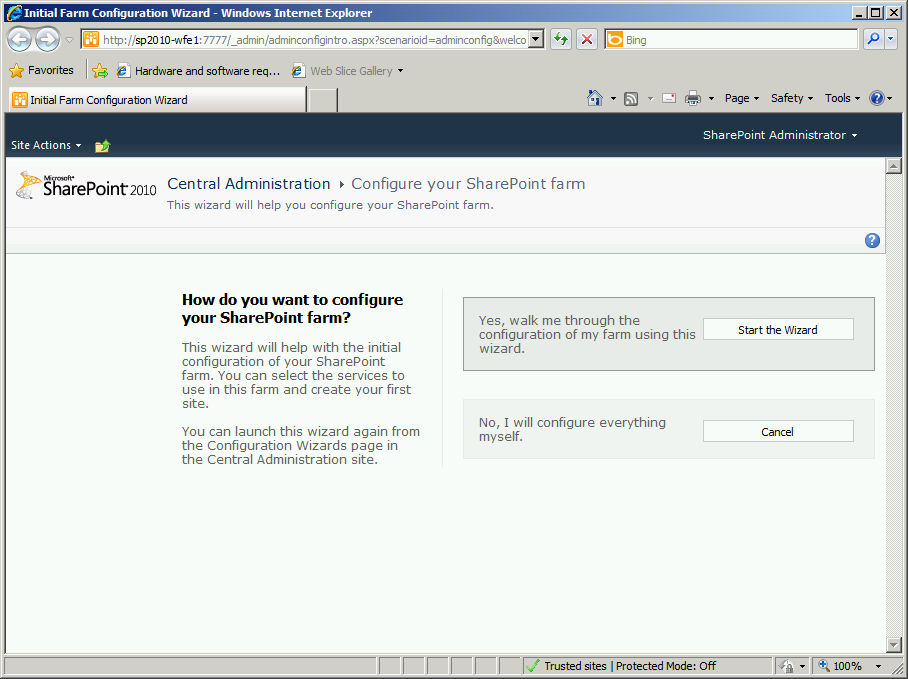 Initial Farm Configuration Wizard - Windows Internet Explorer
http://sp2010-wfe1:7777/_admin/adminconfigintro.aspx?scenarioid=adminconfig&welco
Bing
Favorites
Hardware and software req...
Web Slice Gallery
Initial Farm Configuration Wizard
Page
Safety
Tools
SharePoint Administrator
Site Actions
Microsoft®
SharePoint 2010
Central Administration
Configure your SharePoint farm
This wizard will help you configure your SharePoint farm.
How do you want to configure
your SharePoint farm?
This wizard will help with the initial
configuration of your SharePoint
farm. You can select the services to
use in this farm and create your first
site.
You can launch this wizard again from
the Configuration Wizards page in
the Central Administration site.
Yes, walk me through the
configuration of my farm using this
wizard.
Start the Wizard
No, I will configure everything
myself.
Cancel
Trusted sites | Protected Mode: Off
100%